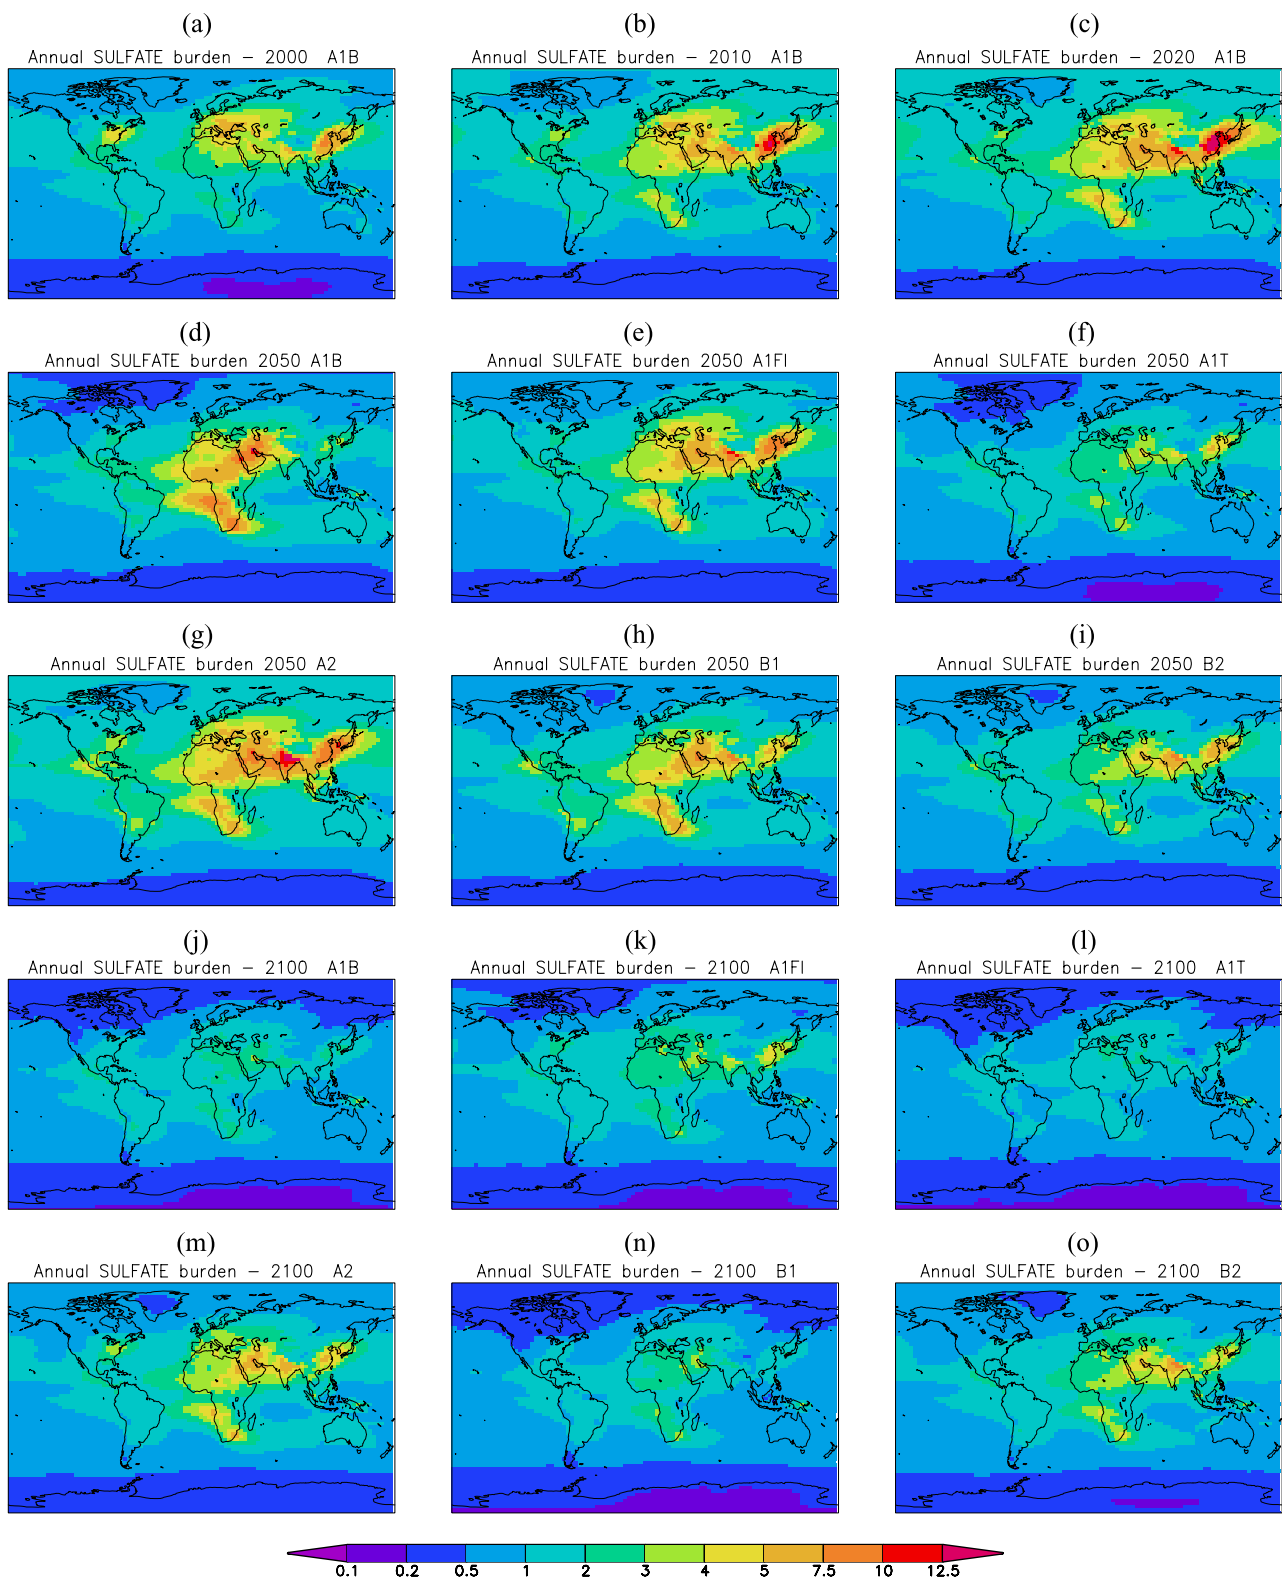 (a) (b) (c)
Annual SULFATE burden – 2000 A1B Annual SULFATE burden – 2010 A1B Annual SULFATE burden – 2020 A1B
(d) (e) (f)
Annual SULFATE burden 2050 A1B Annual SULFATE burden 2050 A1FI Annual SULFATE burden 2050 A1T
(g) (h) (i)
Annual SULFATE burden 2050 A2 Annual SULFATE burden 2050 B1 Annual SULFATE burden 2050 B2
(j) (k) (l)
Annual SULFATE burden – 2100 A1B Annual SULFATE burden – 2100 A1FI Annual SULFATE burden – 2100 A1T
(m) (n) (o)
Annual SULFATE burden – 2100 A2 Annual SULFATE burden – 2100 B1 Annual SULFATE burden – 2100 B2
0.1 0.2 0.5 1 2 3 4 5 7.5 10 12.5